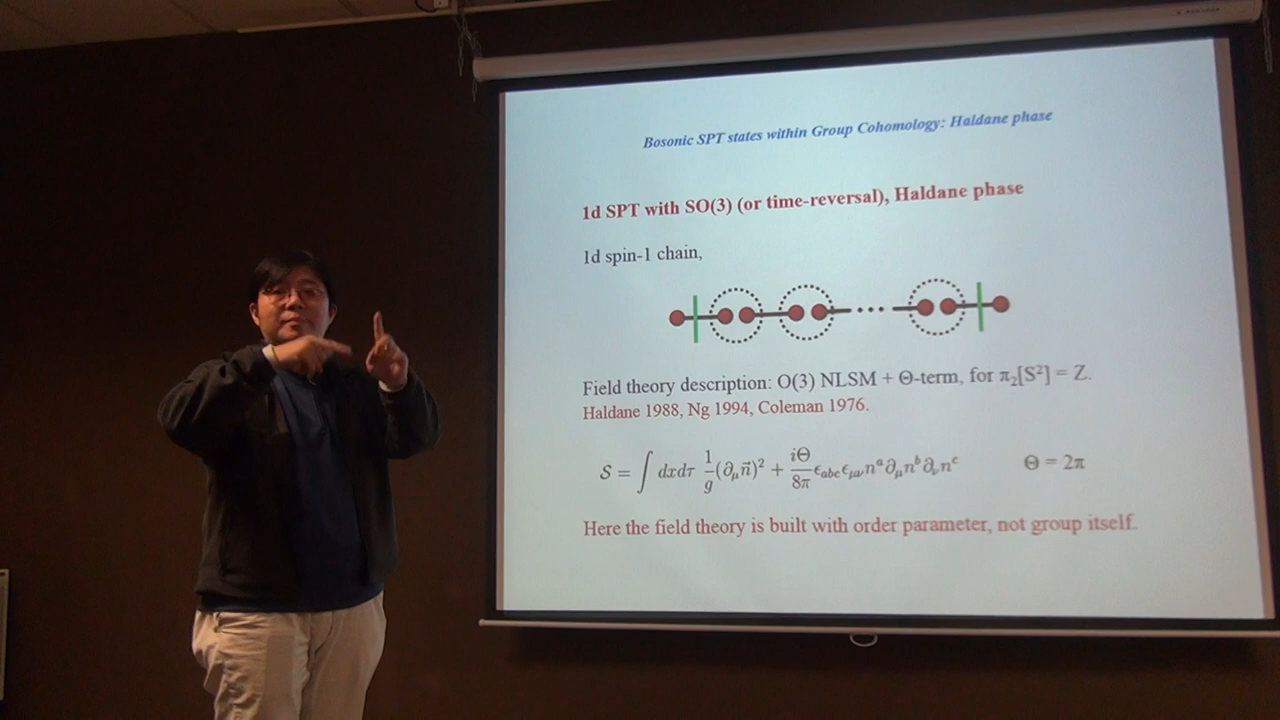 Bosonic SPT states within Group Cohomology: Haldane phase
1d SPT with SO(3) (or time-reversal), Haldane phase
1d spin-1 chain,
Field theory description: O(3) NLSM + Θ-term, for π₂[S²] = Z.
Haldane 1988, Ng 1994, Coleman 1976.
𝒮 = ∫ dxdτ 1/g (∂_μ n⃗)² + iΘ/8π ϵ_abc ϵ_μν n^a ∂_μ n^b ∂_ν n^c    Θ = 2π
Here the field theory is built with order parameter, not group itself.